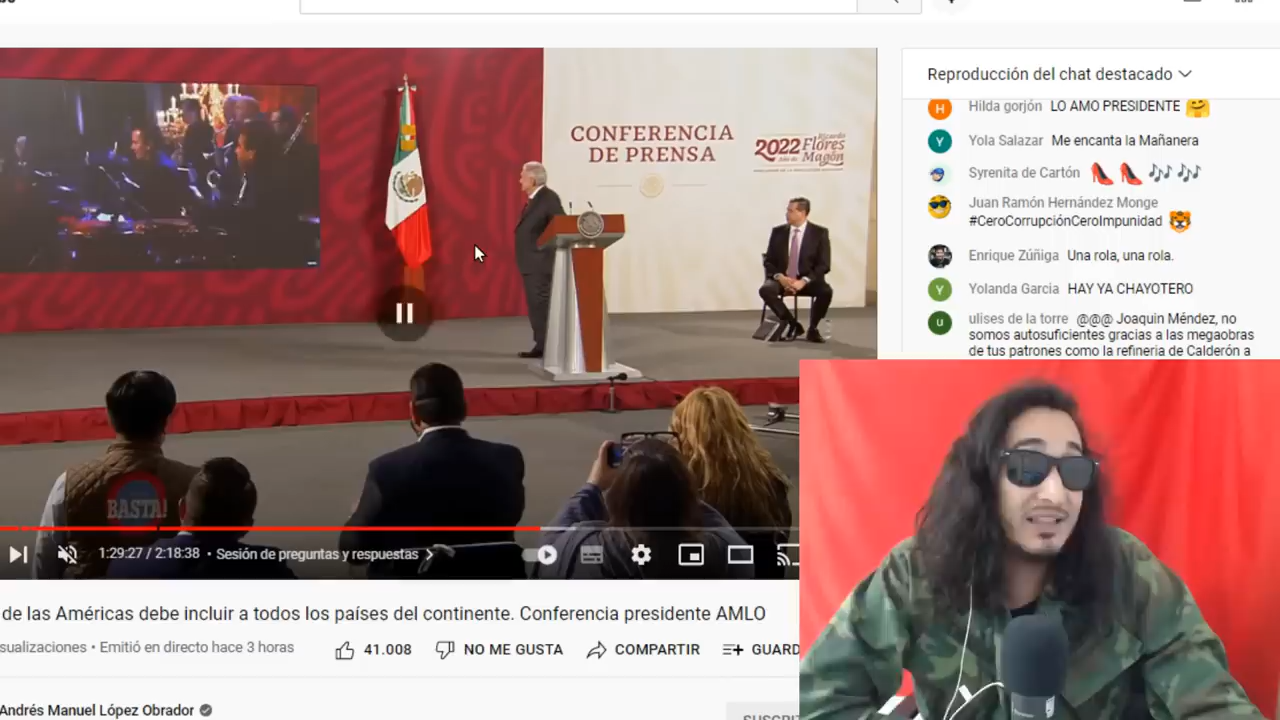 Reproducción del chat destacado
Hilda gorjón LO AMO PRESIDENTE 🤗
Yola Salazar Me encanta la Mañanera
Syrenita de Cartón 👠👠🎶🎶
Juan Ramón Hernández Monge
#CeroCorrupciónCeroImpunidad 🐯
Enrique Zúñiga Una rola, una rola.
Yolanda Garcia HAY YA CHAYOTERO
ulises de la torre @@@ Joaquin Méndez, no
somos autosuficientes gracias a las megaobras
de tus patrones como la refineria de Calderón a
CONFERENCIA
DE PRENSA
2022 Ricardo
Flores
Año de Magón
BASTA!
1:29:27 / 2:18:38 • Sesión de preguntas y respuestas
de las Américas debe incluir a todos los países del continente. Conferencia presidente AMLO
sualizaciones • Emitió en directo hace 3 horas
41.008 NO ME GUSTA COMPARTIR GUARD
Andrés Manuel López Obrador
SUSCRI